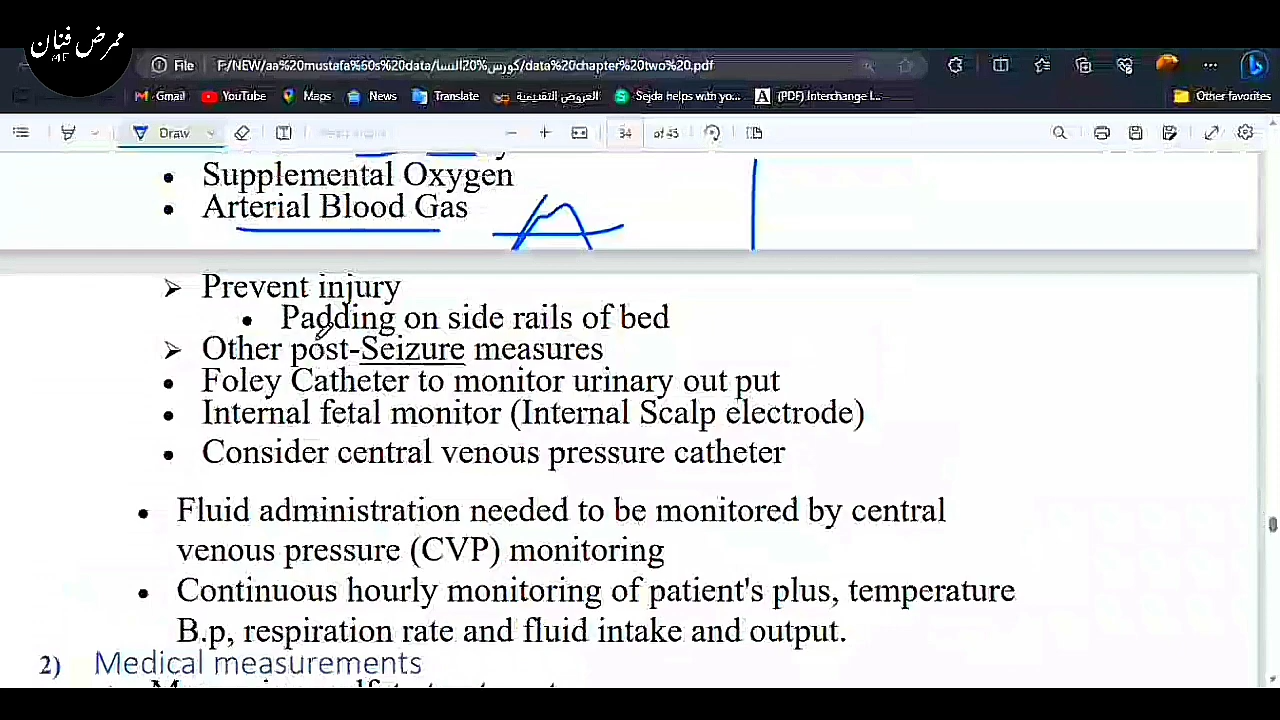 ممرض فنان
MF
File F:/NEW/aa%20mustafa%60s%20data/كورس%20النسا/data%20chapter%20two%20.pdf
Gmail YouTube Maps News Translate العروض التقديمية Sejda helps with yo... (PDF) Interchange I... Other favorites
Draw 34 of 45
Supplemental Oxygen
Arterial Blood Gas
Prevent injury
Padding on side rails of bed
Other post-Seizure measures
Foley Catheter to monitor urinary out put
Internal fetal monitor (Internal Scalp electrode)
Consider central venous pressure catheter
Fluid administration needed to be monitored by central
venous pressure (CVP) monitoring
Continuous hourly monitoring of patient's plus, temperature
B.p, respiration rate and fluid intake and output.
2) Medical measurements